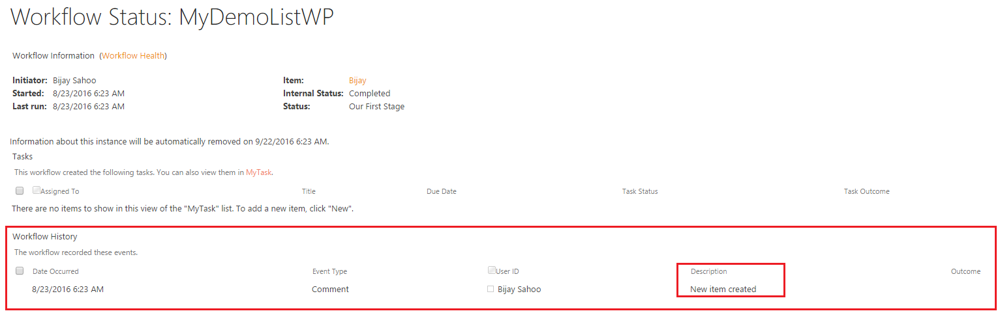 Workflow Status: MyDemoListWP
Workflow Information (Workflow Health)
Initiator: Bijay Sahoo Item: Bijay
Started: 8/23/2016 6:23 AM Internal Status: Completed
Last run: 8/23/2016 6:23 AM Status: Our First Stage
Information about this instance will be automatically removed on 9/22/2016 6:23 AM.
Tasks
This workflow created the following tasks. You can also view them in MyTask.
Assigned To Title Due Date Task Status Task Outcome
There are no items to show in this view of the "MyTask" list. To add a new item, click "New".
Workflow History
The workflow recorded these events.
Date Occurred Event Type User ID Description Outcome
8/23/2016 6:23 AM Comment Bijay Sahoo New item created